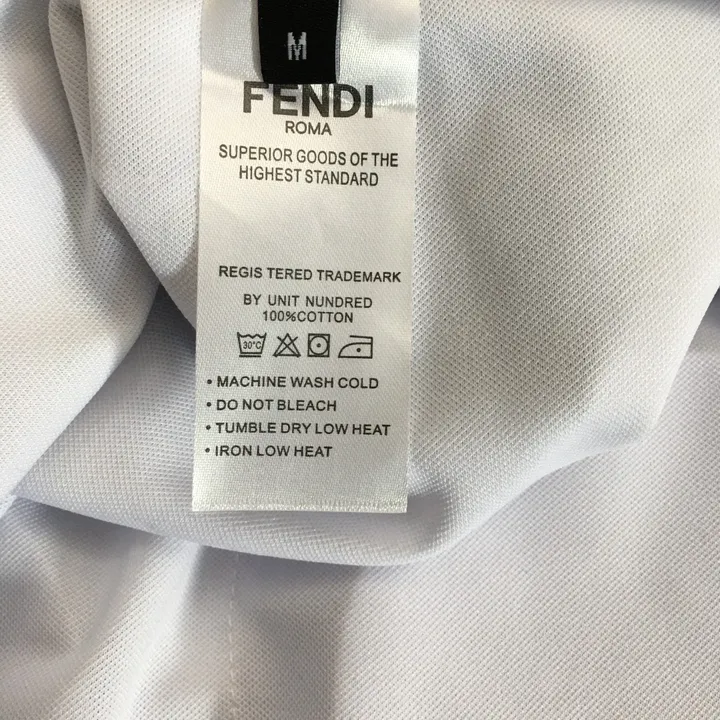 M
FENDI
ROMA
SUPERIOR GOODS OF THE
HIGHEST STANDARD
REGIS TERED TRADEMARK
BY UNIT NUNDRED
100%COTTON
30°C
• MACHINE WASH COLD
• DO NOT BLEACH
• TUMBLE DRY LOW HEAT
• IRON LOW HEAT